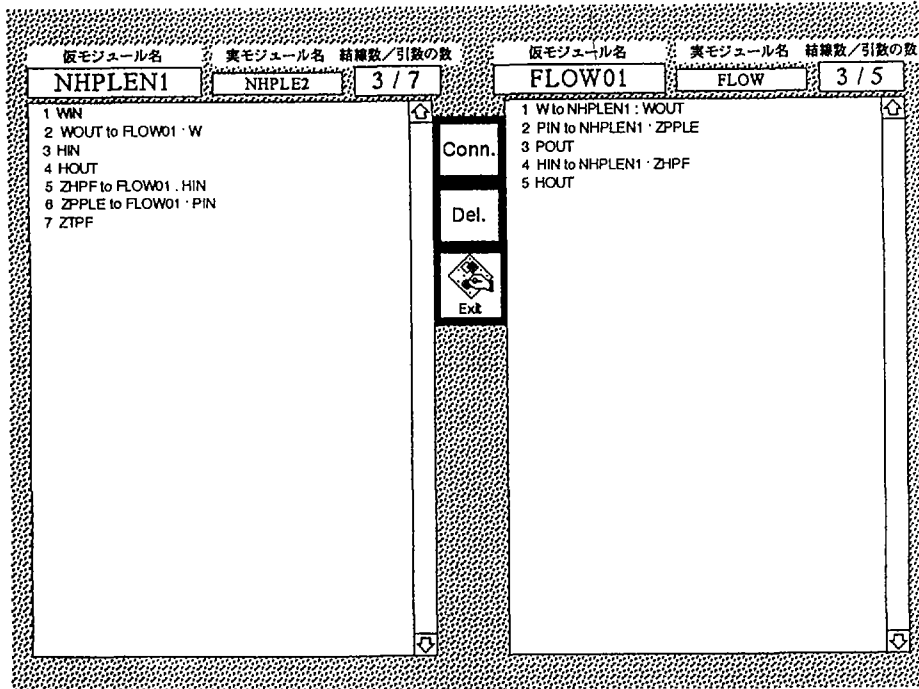 仮モジュール名 実モジュール名 結線数／引数の数
NHPLEN1 NHPLE2 3 / 7
1 WIN
2 WOUT to FLOW01 · W
3 HIN
4 HOUT
5 ZHPF to FLOW01 . HIN
6 ZPPLE to FLOW01 · PIN
7 ZTPF
Conn.
Del.
Exit
仮モジュール名 実モジュール名 結線数／引数の数
FLOW01 FLOW 3 / 5
1 W to NHPLEN1 : WOUT
2 PIN to NHPLEN1 · ZPPLE
3 POUT
4 HIN to NHPLEN1 · ZHPF
5 HOUT